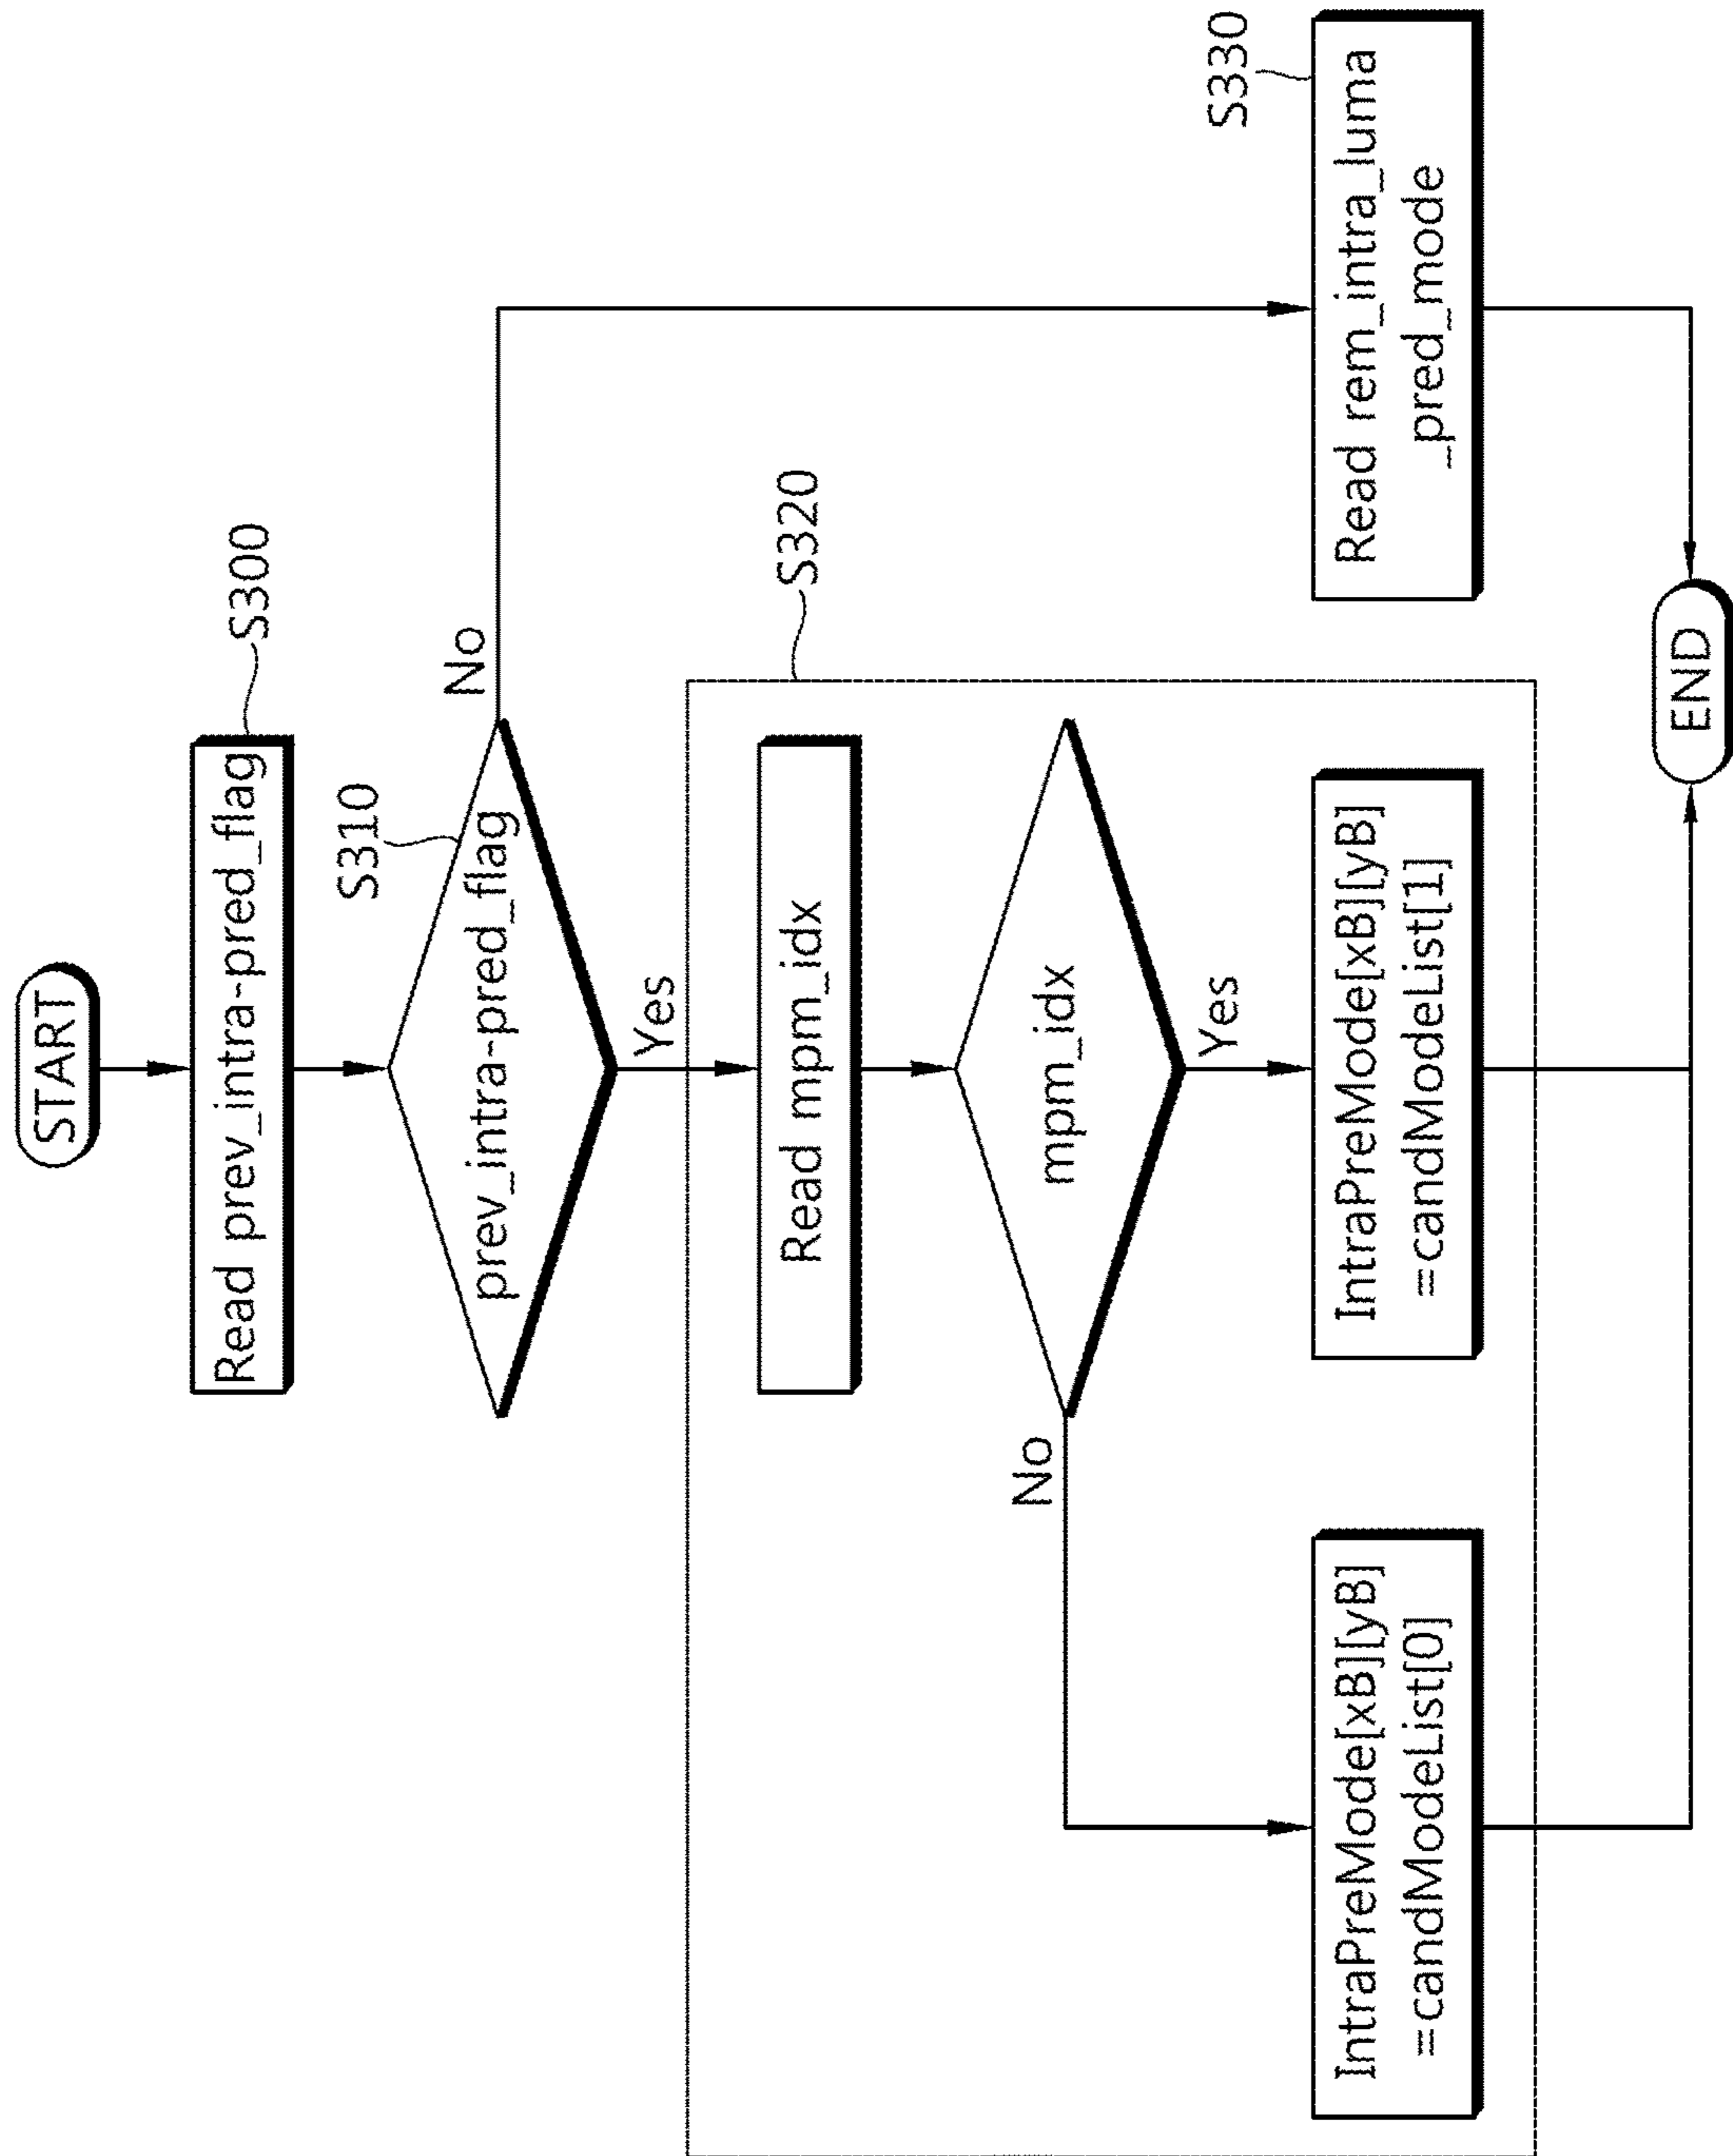 START
Read prev_intra-pred_flag
S300
prev_intra-pred_flag
S310
No
Yes
S320
Read mpm_idx
mpm_idx
No
Yes
IntraPreMode[xB][yB]
=candModeList[0]
IntraPreMode[xB][yB]
=candModeList[1]
S330
Read rem_intra_luma
_pred_mode
END